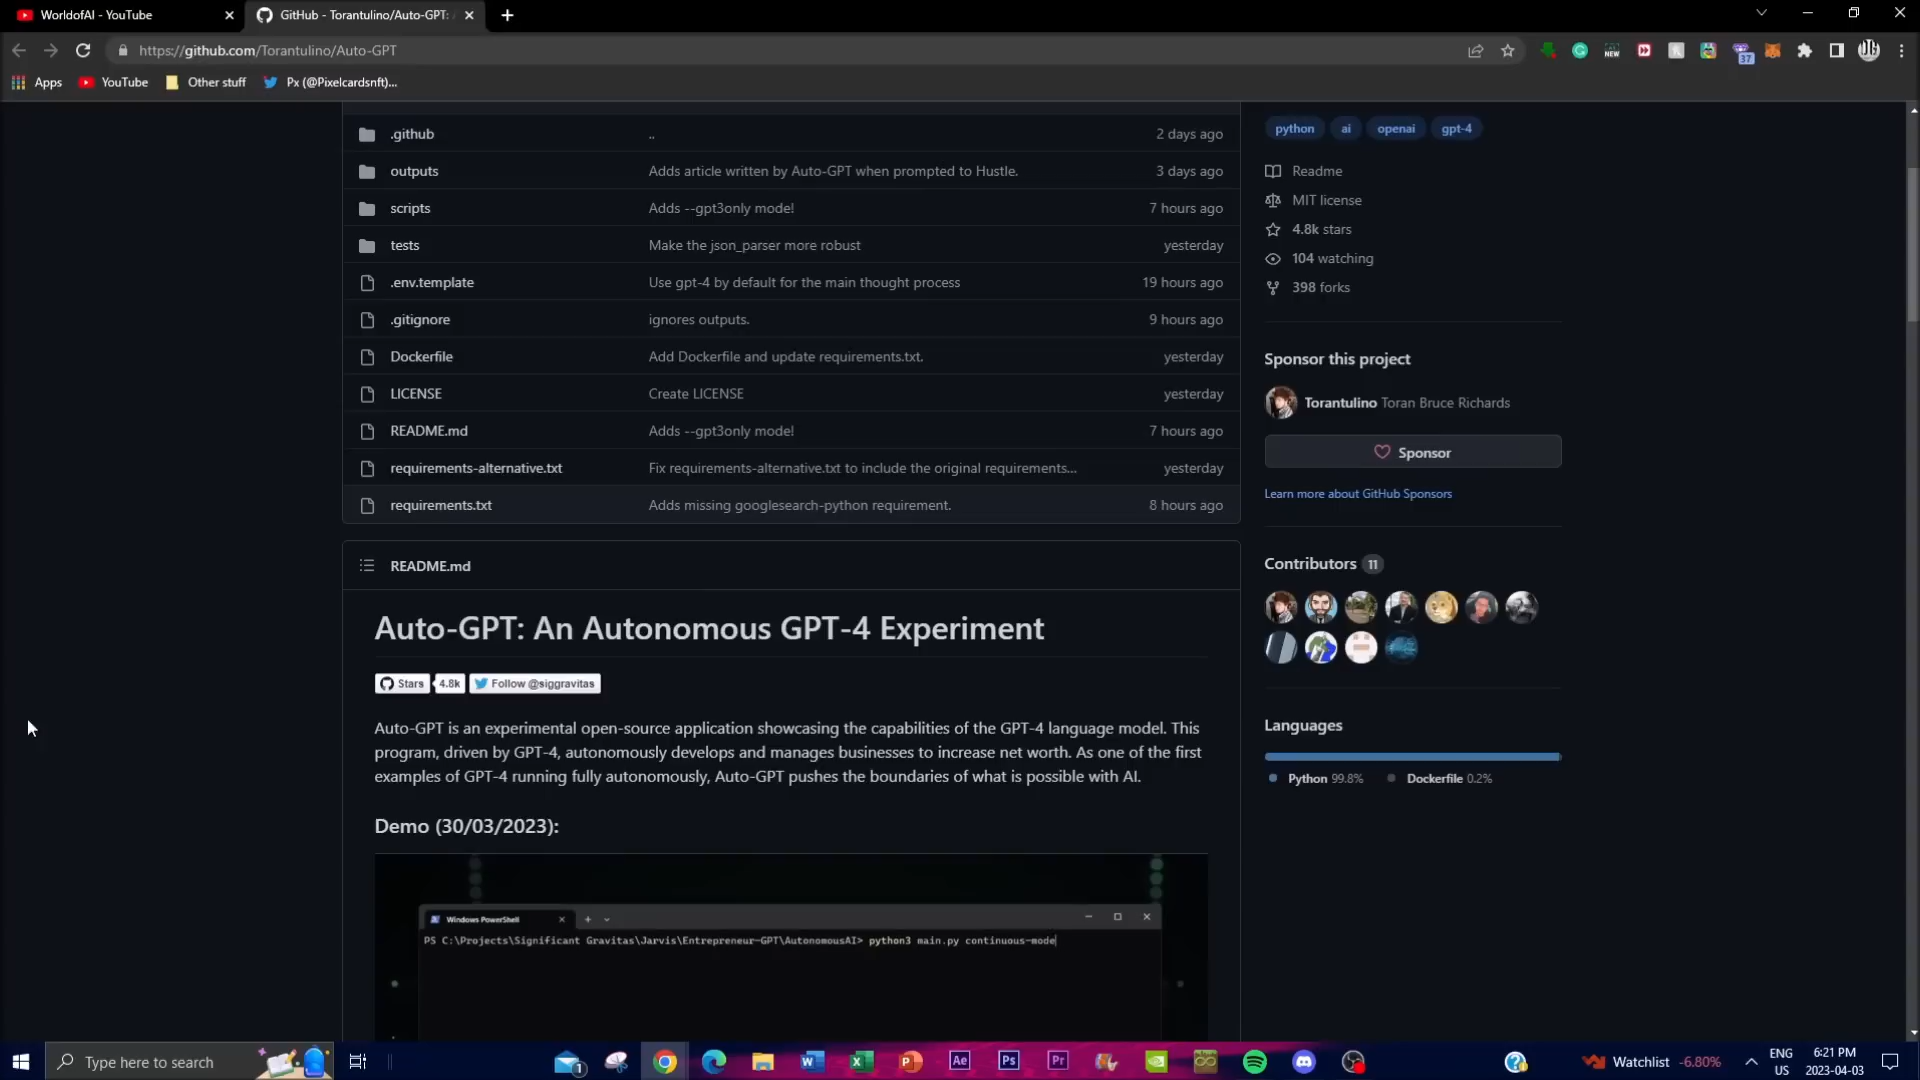 WorldofAI - YouTube
GitHub - Torantulino/Auto-GPT: A
https://github.com/Torantulino/Auto-GPT
NEW
37
Apps
YouTube
Other stuff
Px (@Pixelcardsnft)...
.github .. 2 days ago
outputs Adds article written by Auto-GPT when prompted to Hustle. 3 days ago
scripts Adds --gpt3only mode! 7 hours ago
tests Make the json_parser more robust yesterday
.env.template Use gpt-4 by default for the main thought process 19 hours ago
.gitignore ignores outputs. 9 hours ago
Dockerfile Add Dockerfile and update requirements.txt. yesterday
LICENSE Create LICENSE yesterday
README.md Adds --gpt3only mode! 7 hours ago
requirements-alternative.txt Fix requirements-alternative.txt to include the original requirements... yesterday
requirements.txt Adds missing googlesearch-python requirement. 8 hours ago
README.md
Auto-GPT: An Autonomous GPT-4 Experiment
Stars 4.8k Follow @siggravitas
Auto-GPT is an experimental open-source application showcasing the capabilities of the GPT-4 language model. This
program, driven by GPT-4, autonomously develops and manages businesses to increase net worth. As one of the first
examples of GPT-4 running fully autonomously, Auto-GPT pushes the boundaries of what is possible with AI.
Demo (30/03/2023):
Windows PowerShell
PS C:\Projects\Significant Gravitas\Jarvis\Entrepreneur-GPT\AutonomousAI> python3 main.py continuous-mode
python ai openai gpt-4
Readme
MIT license
4.8k stars
104 watching
398 forks
Sponsor this project
Torantulino Toran Bruce Richards
Sponsor
Learn more about GitHub Sponsors
Contributors 11
Languages
Python 99.8% Dockerfile 0.2%
Type here to search
1
Ae
Ps
Pr
Watchlist -6.80%
ENG
US
6:21 PM
2023-04-03